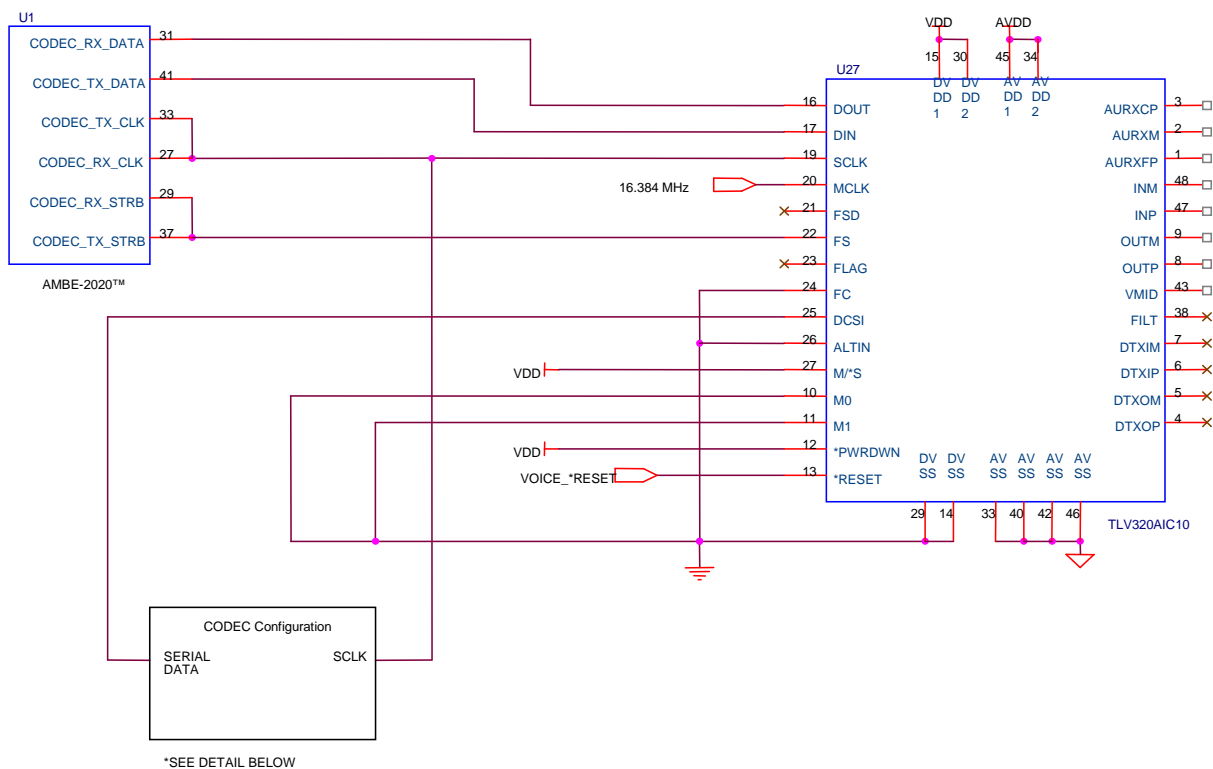 U1
CODEC_RX_DATA 31
CODEC_TX_DATA 41
CODEC_TX_CLK 33
CODEC_RX_CLK 27
CODEC_RX_STRB 29
CODEC_TX_STRB 37
AMBE-2020™
VDD AVDD
15 30 45 34
U27
DV DD 1
DV DD 2
AV DD 1
AV DD 2
16 DOUT
17 DIN
19 SCLK
16.384 MHz 20 MCLK
21 FSD
22 FS
23 FLAG
24 FC
25 DCSI
26 ALTIN
VDD 27 M/*S
10 M0
11 M1
VDD 12 *PWRDWN
VOICE_*RESET 13 *RESET
AURXCP 3
AURXM 2
AURXFP 1
INM 48
INP 47
OUTM 9
OUTP 8
VMID 43
FILT 38
DTXIM 7
DTXIP 6
DTXOM 5
DTXOP 4
DV DV AV AV AV AV
SS SS SS SS SS SS
29 14 33 40 42 46
TLV320AIC10
CODEC Configuration
SERIAL SCLK
DATA
*SEE DETAIL BELOW